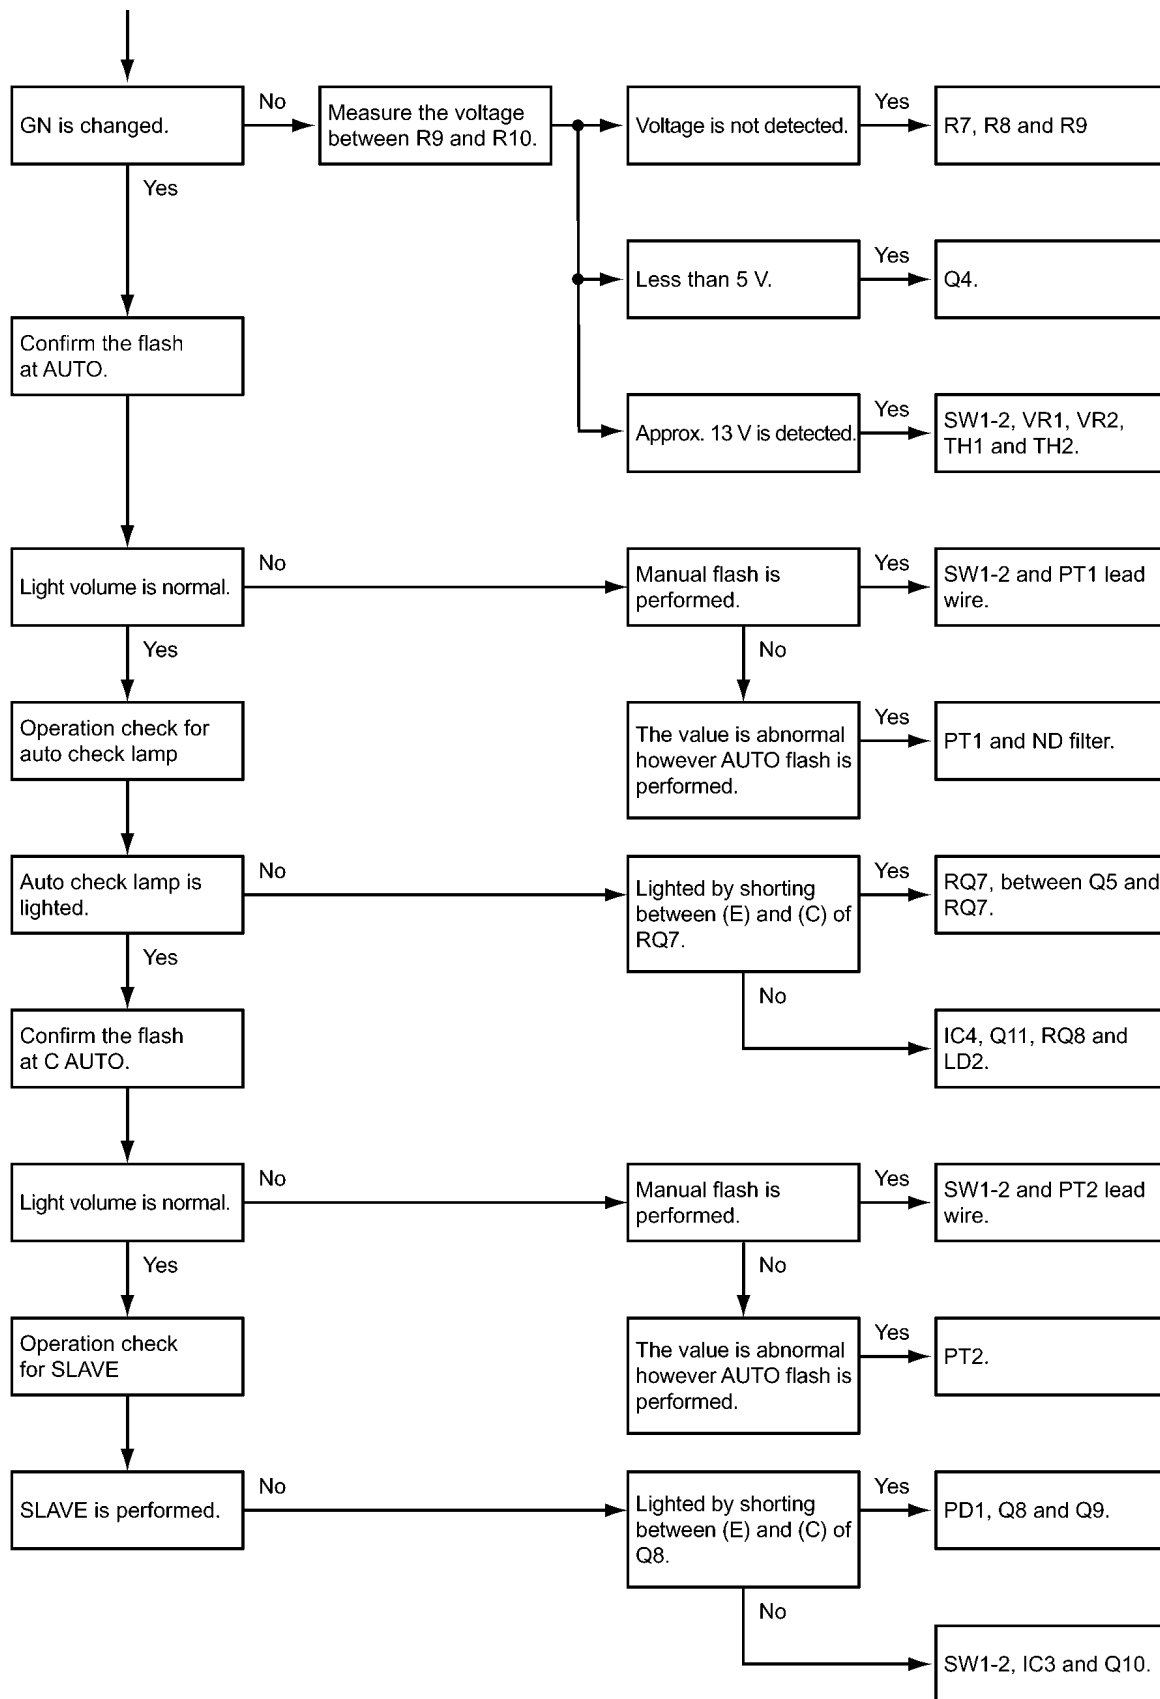 GN is changed.
No
Measure the voltage
between R9 and R10.
Voltage is not detected.
Yes
R7, R8 and R9
Yes
Less than 5 V.
Yes
Q4.
Confirm the flash
at AUTO.
Approx. 13 V is detected.
Yes
SW1-2, VR1, VR2,
TH1 and TH2.
Light volume is normal.
No
Manual flash is
performed.
Yes
SW1-2 and PT1 lead
wire.
Yes
No
Operation check for
auto check lamp
The value is abnormal
however AUTO flash is
performed.
Yes
PT1 and ND filter.
Auto check lamp is
lighted.
No
Lighted by shorting
between (E) and (C) of
RQ7.
Yes
RQ7, between Q5 and
RQ7.
Yes
No
Confirm the flash
at C AUTO.
IC4, Q11, RQ8 and
LD2.
Light volume is normal.
No
Manual flash is
performed.
Yes
SW1-2 and PT2 lead
wire.
Yes
No
Operation check
for SLAVE
The value is abnormal
however AUTO flash is
performed.
Yes
PT2.
SLAVE is performed.
No
Lighted by shorting
between (E) and (C) of
Q8.
Yes
PD1, Q8 and Q9.
No
SW1-2, IC3 and Q10.